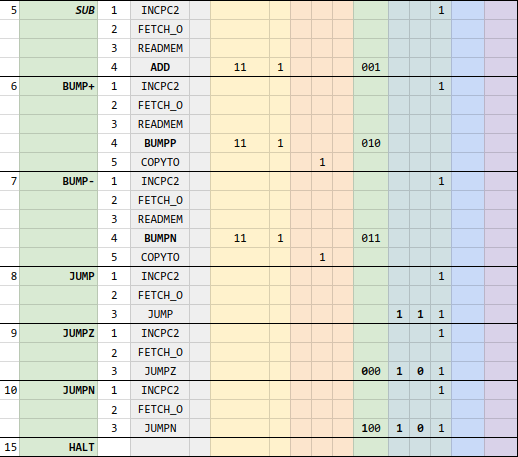 5 SUB 1 INCPC2 1
2 FETCH_O
3 READMEM
4 ADD 11 1 001
6 BUMP+ 1 INCPC2 1
2 FETCH_O
3 READMEM
4 BUMPP 11 1 010
5 COPYTO 1
7 BUMP- 1 INCPC2 1
2 FETCH_O
3 READMEM
4 BUMPN 11 1 011
5 COPYTO 1
8 JUMP 1 INCPC2 1
2 FETCH_O
3 JUMP 1 1 1
9 JUMPZ 1 INCPC2 1
2 FETCH_O
3 JUMPZ 000 1 0 1
10 JUMPN 1 INCPC2 1
2 FETCH_O
3 JUMPN 100 1 0 1
15 HALT